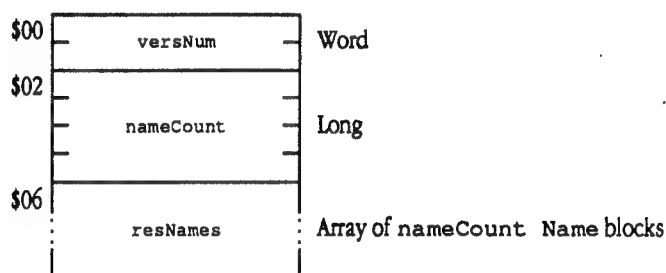 $00 versNum Word
$02
nameCount Long
$06
resNames Array of nameCount Name blocks